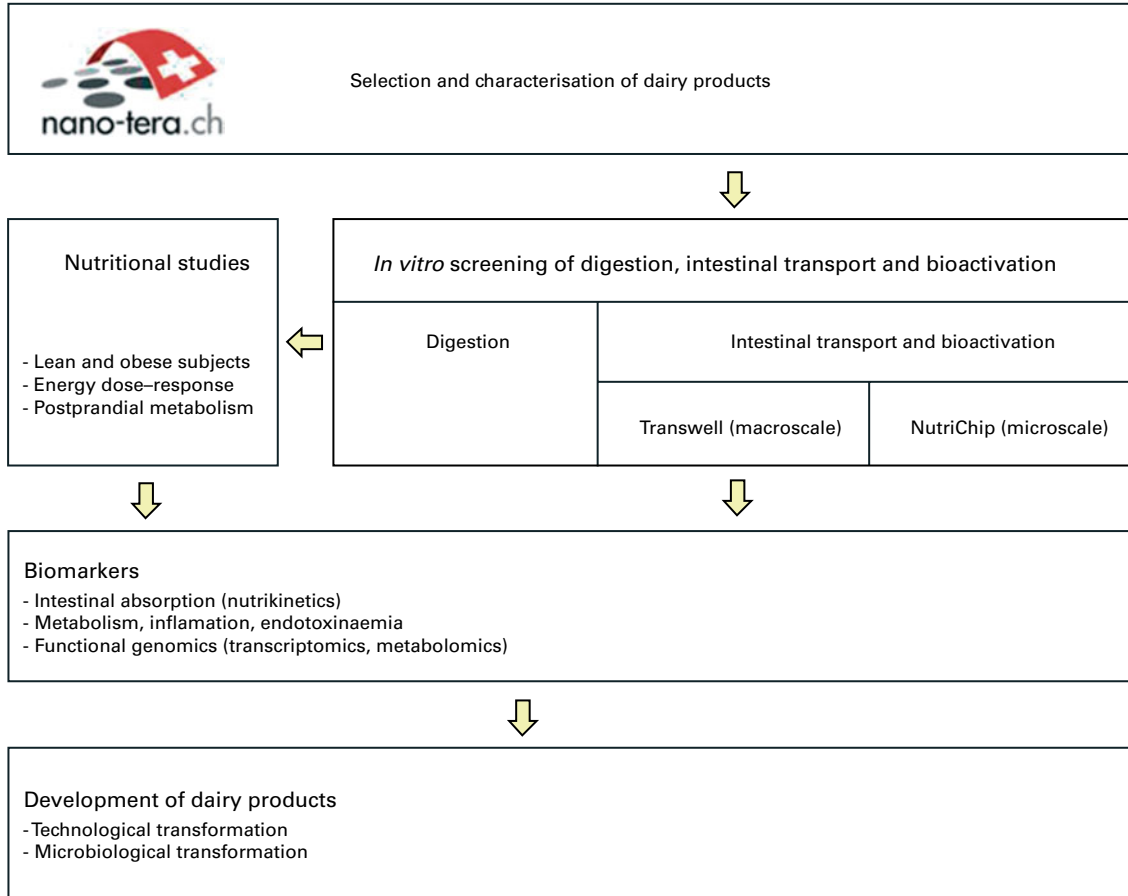 nano-tera.ch
Selection and characterisation of dairy products
Nutritional studies
- Lean and obese subjects
- Energy dose–response
- Postprandial metabolism
In vitro screening of digestion, intestinal transport and bioactivation
Digestion
Intestinal transport and bioactivation
Transwell (macroscale)
NutriChip (microscale)
Biomarkers
- Intestinal absorption (nutrikinetics)
- Metabolism, inflamation, endotoxinaemia
- Functional genomics (transcriptomics, metabolomics)
Development of dairy products
- Technological transformation
- Microbiological transformation